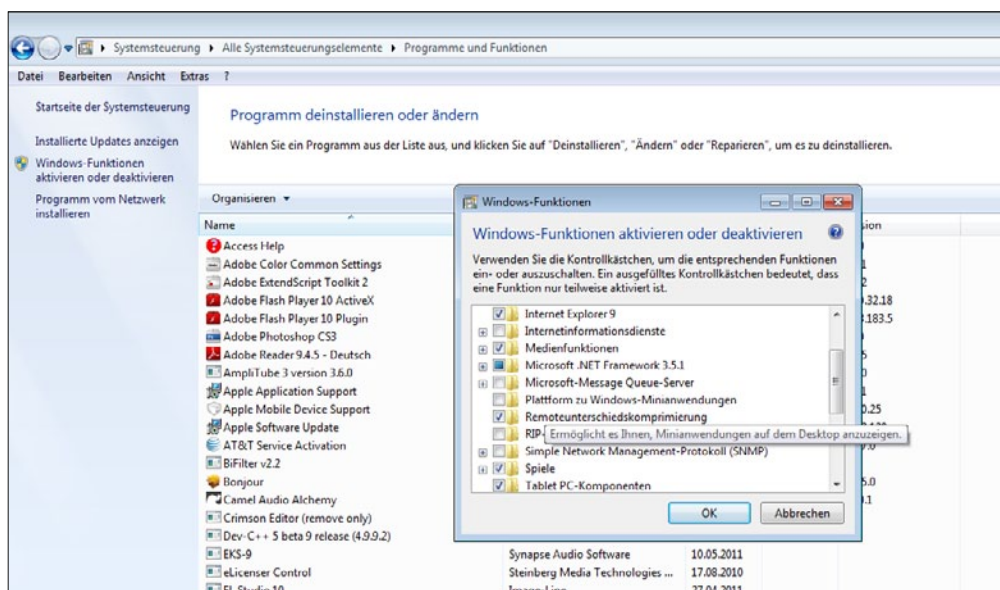 Systemsteuerung ▸ Alle Systemsteuerungselemente ▸ Programme und Funktionen
Datei Bearbeiten Ansicht Extras ?
Startseite der Systemsteuerung
Installierte Updates anzeigen
Windows-Funktionen
aktivieren oder deaktivieren
Programm vom Netzwerk
installieren
Programm deinstallieren oder ändern
Wählen Sie ein Programm aus der Liste aus, und klicken Sie auf "Deinstallieren", "Ändern" oder "Reparieren", um es zu deinstallieren.
Organisieren
Name
Access Help
Adobe Color Common Settings
Adobe ExtendScript Toolkit 2
Adobe Flash Player 10 ActiveX
Adobe Flash Player 10 Plugin
Adobe Photoshop CS3
Adobe Reader 9.4.5 - Deutsch
AmpliTube 3 version 3.6.0
Apple Application Support
Apple Mobile Device Support
Apple Software Update
AT&T Service Activation
BiFilter v2.2
Bonjour
Camel Audio Alchemy
Crimson Editor (remove only)
Dev-C++ 5 beta 9 release (4.9.9.2)
EKS-9 Synapse Audio Software 10.05.2011
eLicenser Control Steinberg Media Technologies ... 17.08.2010
Windows-Funktionen
Windows-Funktionen aktivieren oder deaktivieren
Verwenden Sie die Kontrollkästchen, um die entsprechenden Funktionen
ein- oder auszuschalten. Ein ausgefülltes Kontrollkästchen bedeutet, dass
eine Funktion nur teilweise aktiviert ist.
Internet Explorer 9
Internetinformationsdienste
Medienfunktionen
Microsoft .NET Framework 3.5.1
Microsoft-Message Queue-Server
Plattform zu Windows-Minianwendungen
Remoteunterschiedskomprimierung
RIP-
Ermöglicht es Ihnen, Minianwendungen auf dem Desktop anzuzeigen.
Simple Network Management-Protokoll (SNMP)
Spiele
Tablet PC-Komponenten
OK Abbrechen